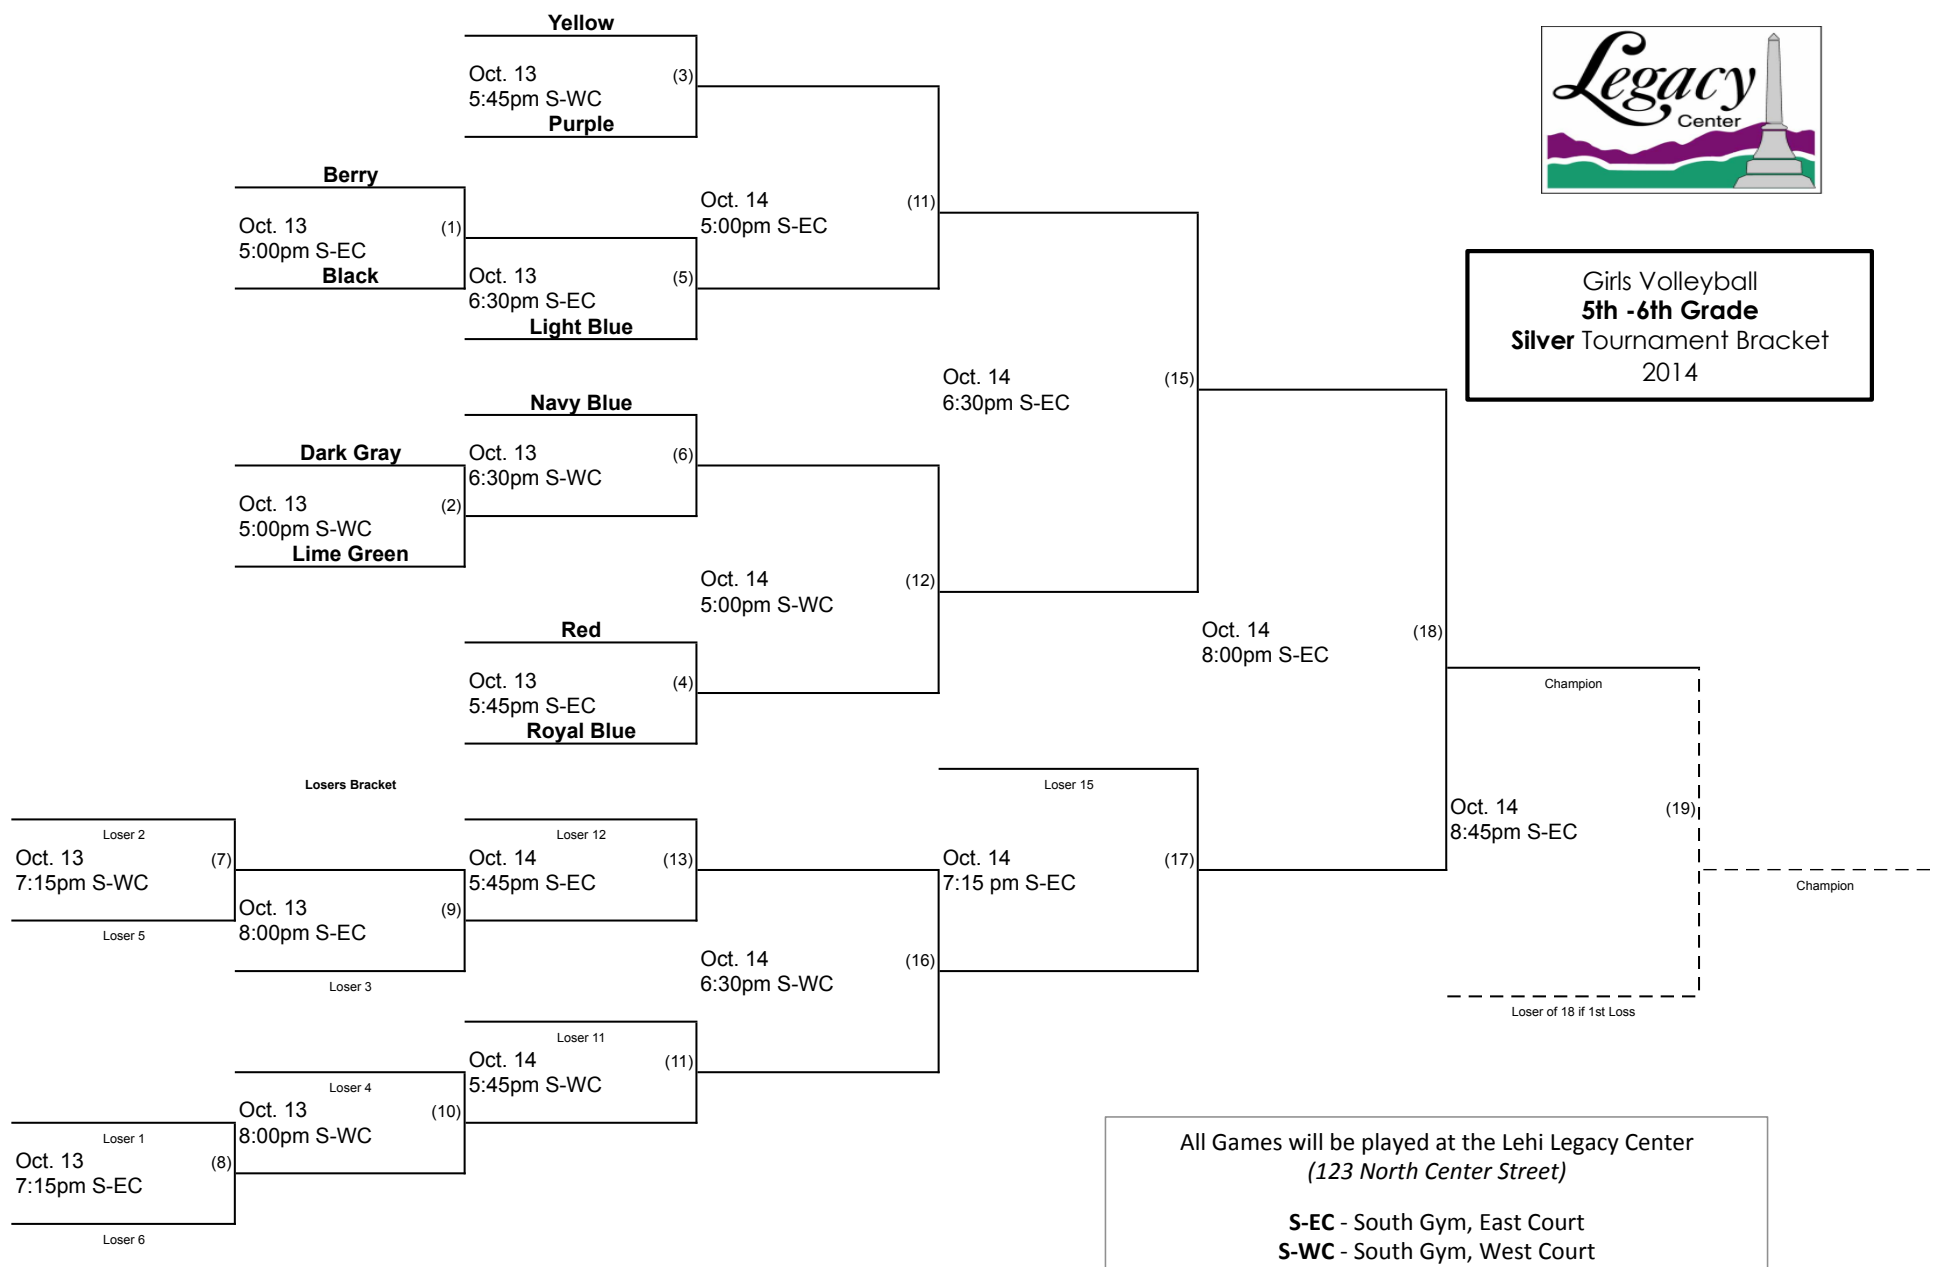 Yellow
Oct. 13 (3)
5:45pm S-WC
Purple
Berry
Oct. 13 (1)
5:00pm S-EC
Black
Oct. 13 (5)
6:30pm S-EC
Light Blue
Oct. 14 (11)
5:00pm S-EC
Navy Blue
Oct. 13 (6)
6:30pm S-WC
Dark Gray
Oct. 13 (2)
5:00pm S-WC
Lime Green
Oct. 14 (12)
5:00pm S-WC
Red
Oct. 13 (4)
5:45pm S-EC
Royal Blue
Oct. 14 (15)
6:30pm S-EC
Oct. 14 (18)
8:00pm S-EC
Champion
Legacy
Center
Girls Volleyball
5th -6th Grade
Silver Tournament Bracket
2014
Losers Bracket
Loser 2
Oct. 13 (7)
7:15pm S-WC
Loser 5
Oct. 13 (9)
8:00pm S-EC
Loser 3
Loser 12
Oct. 14 (13)
5:45pm S-EC
Oct. 14 (16)
6:30pm S-WC
Loser 11
Oct. 14 (11)
5:45pm S-WC
Loser 4
Oct. 13 (10)
8:00pm S-WC
Loser 1
Oct. 13 (8)
7:15pm S-EC
Loser 6
Loser 15
Oct. 14 (17)
7:15 pm S-EC
Oct. 14 (19)
8:45pm S-EC
Champion
Loser of 18 if 1st Loss
All Games will be played at the Lehi Legacy Center
(123 North Center Street)
S-EC - South Gym, East Court
S-WC - South Gym, West Court